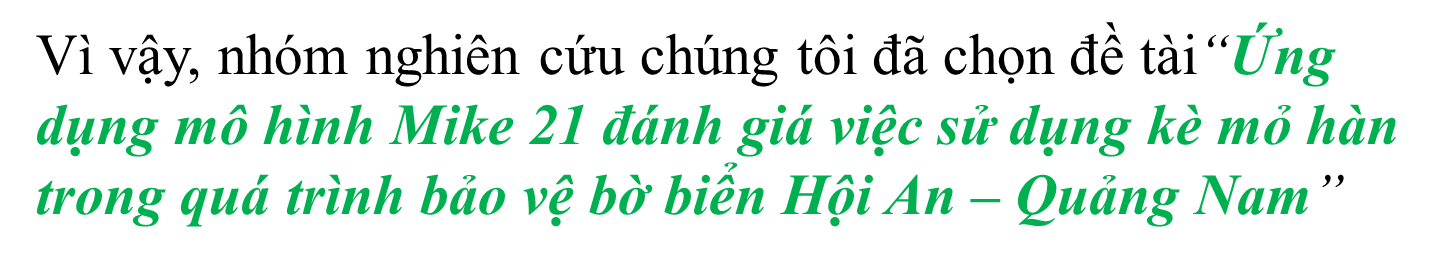 Vì vậy, nhóm nghiên cứu chúng tôi đã chọn đề tài “Ứng
dụng mô hình Mike 21 đánh giá việc sử dụng kè mỏ hàn
trong quá trình bảo vệ bờ biển Hội An – Quảng Nam”